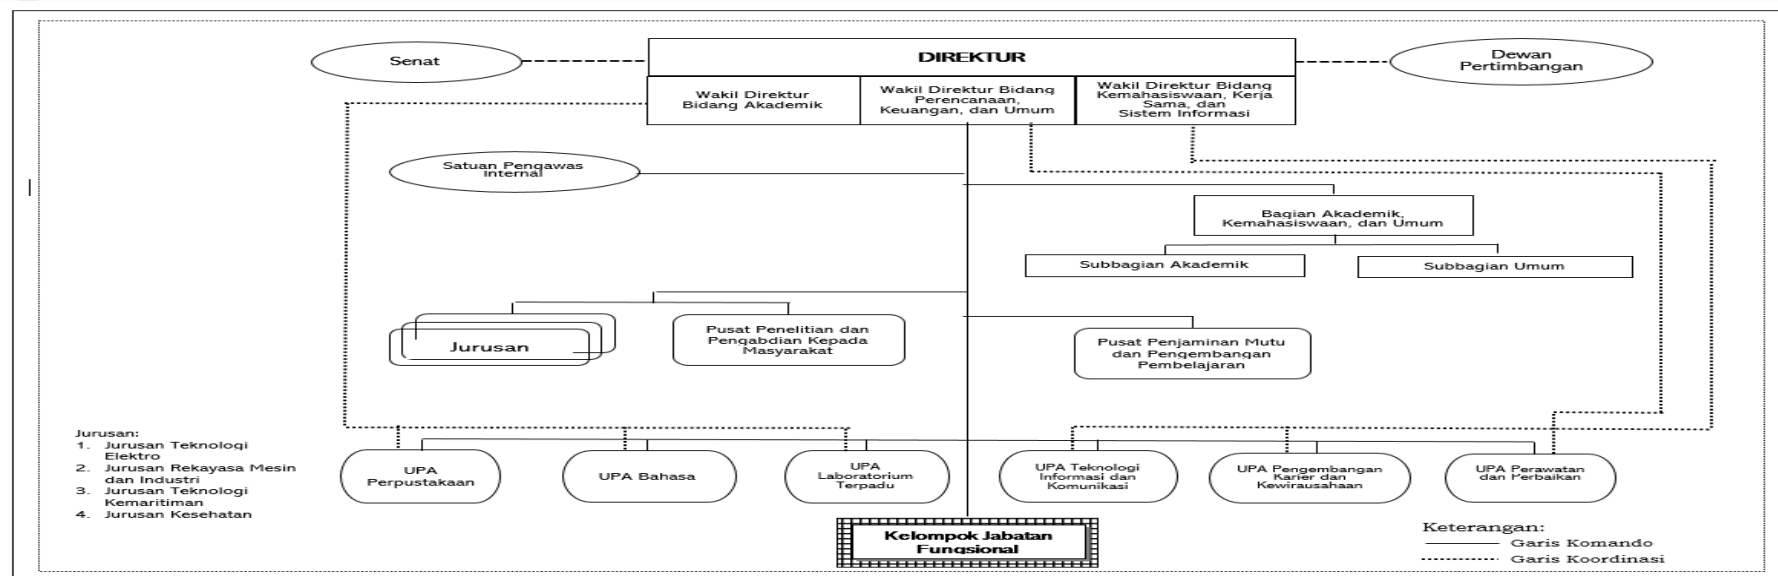 Senat
DIREKTUR
Dewan
Pertimbangan
Wakil Direktur
Bidang Akademik
Wakil Direktur Bidang
Perencanaan,
Keuangan, dan Umum
Wakil Direktur Bidang
Kemahasiswaan, Kerja
Sama, dan
Sistem Informasi
Satuan Pengawas
Internal
Bagian Akademik,
Kemahasiswaan, dan Umum
Subbagian Akademik
Subbagian Umum
Jurusan
Pusat Penelitian dan
Pengabdian Kepada
Masyarakat
Pusat Penjaminan Mutu
dan Pengembangan
Pembelajaran
Jurusan:
1. Jurusan Teknologi
Elektro
2. Jurusan Rekayasa Mesin
dan Industri
3. Jurusan Teknologi
Kemaritiman
4. Jurusan Kesehatan
UPA
Perpustakaan
UPA Bahasa
UPA
Laboratorium
Terpadu
UPA Teknologi
Informasi dan
Komunikasi
UPA Pengembangan
Karier dan
Kewirausahaan
UPA Perawatan
dan Perbaikan
Kelompok Jabatan
Fungsional
Keterangan:
Garis Komando
Garis Koordinasi